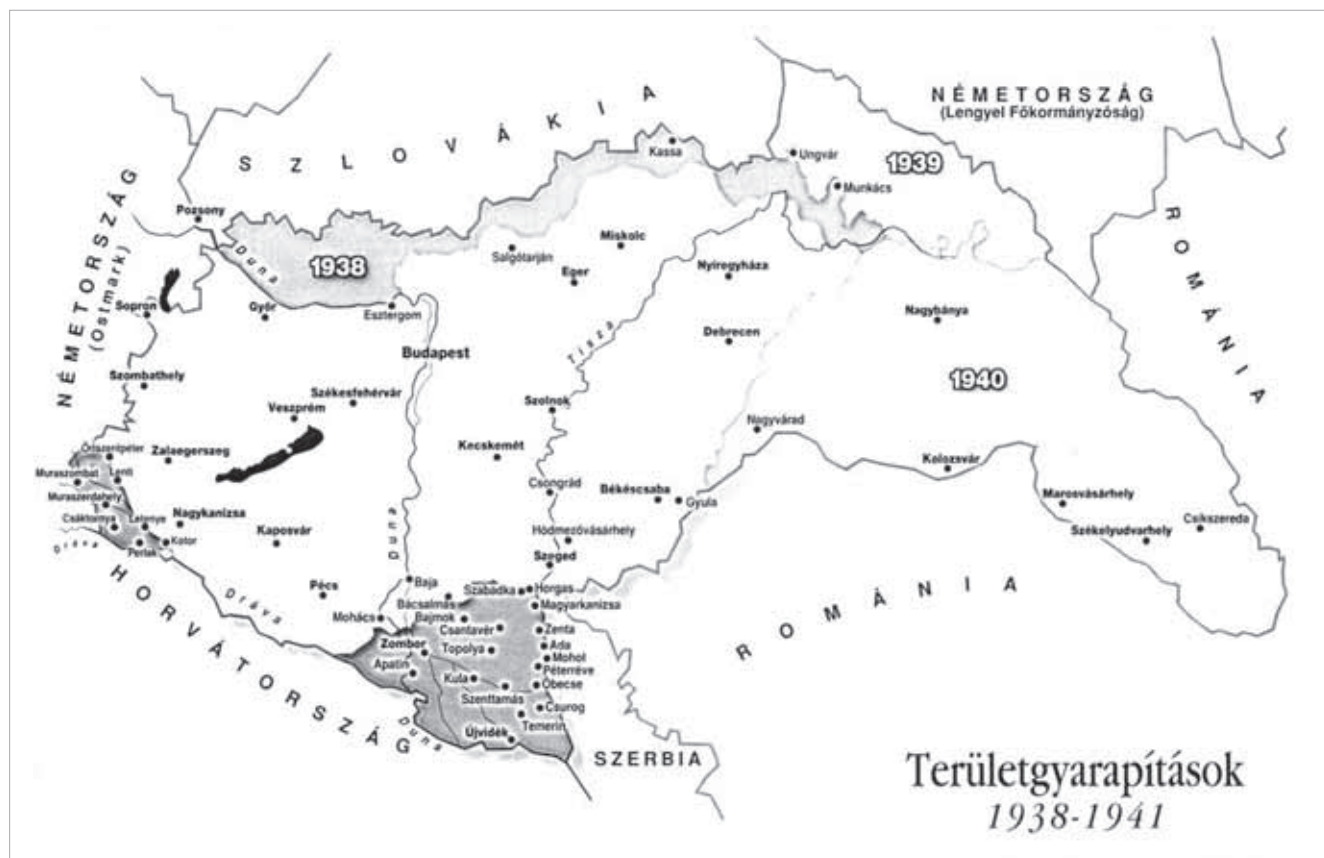 NÉMETORSZÁG
(Lengyel Főkormányzóság)
SZLOVÁKIA
Kassa
Ungvár
1939
Munkács
NÉMETORSZÁG
(Ostmark)
ROMÁNIA
Pozsony
Duna
1938
Salgótarján
Miskolc
Eger
Nyíregyháza
Sopron
Győr
Esztergom
Tisza
Nagybánya
Debrecen
Budapest
Szombathely
1940
Székesfehérvár
Veszprém
Szolnok
Nagyvárad
Zalaegerszeg
Kecskemét
Kolozsvár
Őriszentpéter
Muraszombat
Lenti
Csongrád
Békéscsaba
Gyula
Marosvásárhely
Muraszerdahely
Nagykanizsa
Csáktornya
Letenye
Kaposvár
Duna
Hódmezővásárhely
Székelyudvarhely
Csíkszereda
Dráva
Perlak
Kotor
Szeged
HORVÁTORSZÁG
Dráva
Pécs
Baja
Szabadka
Horgas
ROMÁNIA
Bácsalmás
Magyarkanizsa
Mohács
Bajmok
Csantavér
Zenta
Zombor
Topolya
Ada
Mohol
Apatin
Péterréve
Kula
Óbecse
Szenttamás
Csurog
Duna
Temerin
Újvidék
SZERBIA
Területgyarapítások
1938-1941